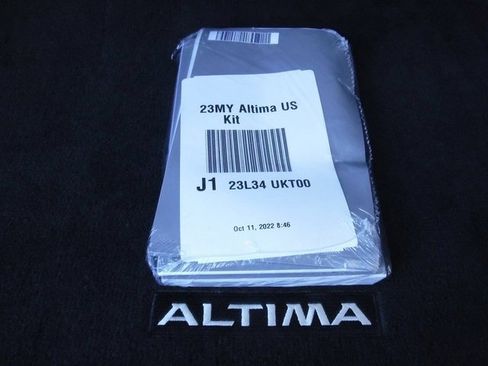 23MY Altima US
Kit
J1 23L34 UKT00
Oct 11, 2022 8:46
ALTIMA